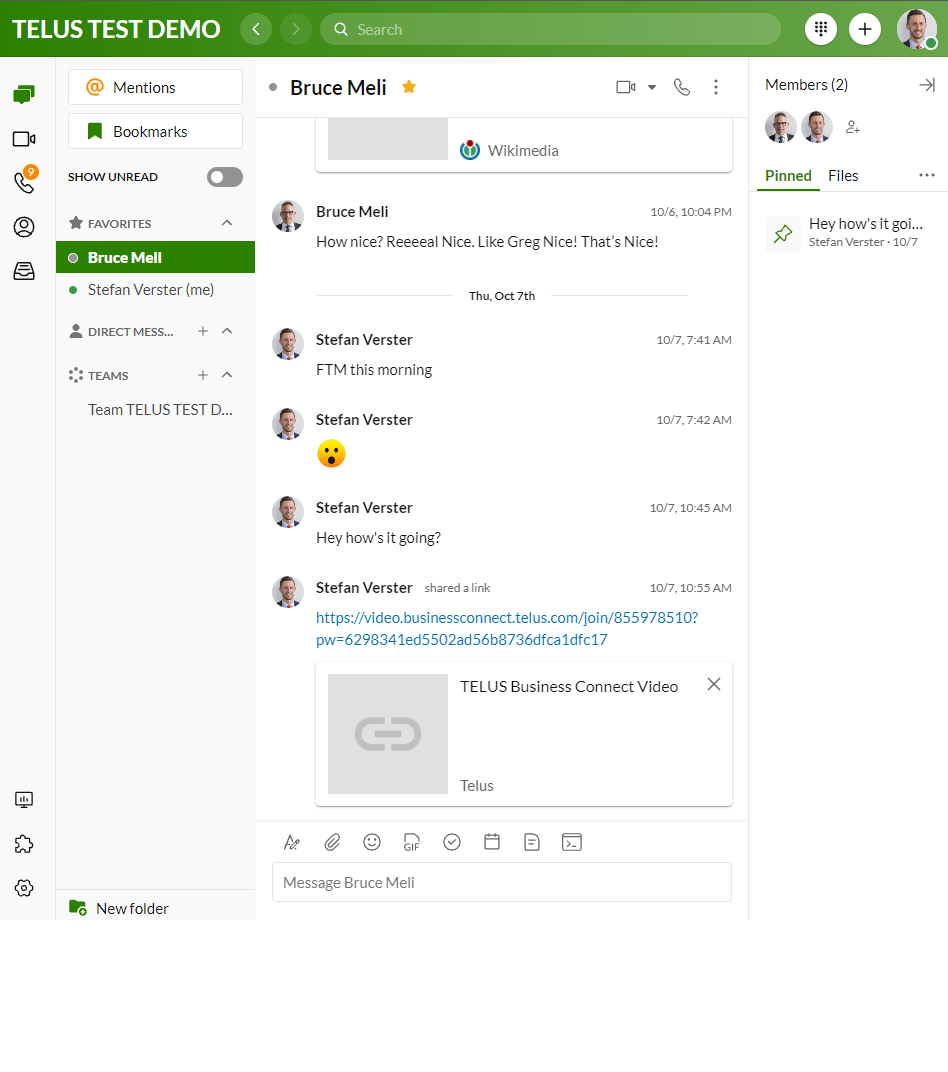 TELUS TEST DEMO
Search
Mentions
Bookmarks
SHOW UNREAD
9
FAVORITES
Bruce Meli
Stefan Verster (me)
DIRECT MESS...
TEAMS
Team TELUS TEST D...
New folder
Bruce Meli
Wikimedia
Bruce Meli 10/6, 10:04 PM
How nice? Reeeeal Nice. Like Greg Nice! That’s Nice!
Thu, Oct 7th
Stefan Verster 10/7, 7:41 AM
FTM this morning
Stefan Verster 10/7, 7:42 AM
Stefan Verster 10/7, 10:45 AM
Hey how's it going?
Stefan Verster shared a link 10/7, 10:55 AM
https://video.businessconnect.telus.com/join/855978510?
pw=6298341ed5502ad56b8736dfca1dfc17
TELUS Business Connect Video
Telus
GIF
Message Bruce Meli
Members (2)
Pinned Files
Hey how's it goi...
Stefan Verster · 10/7